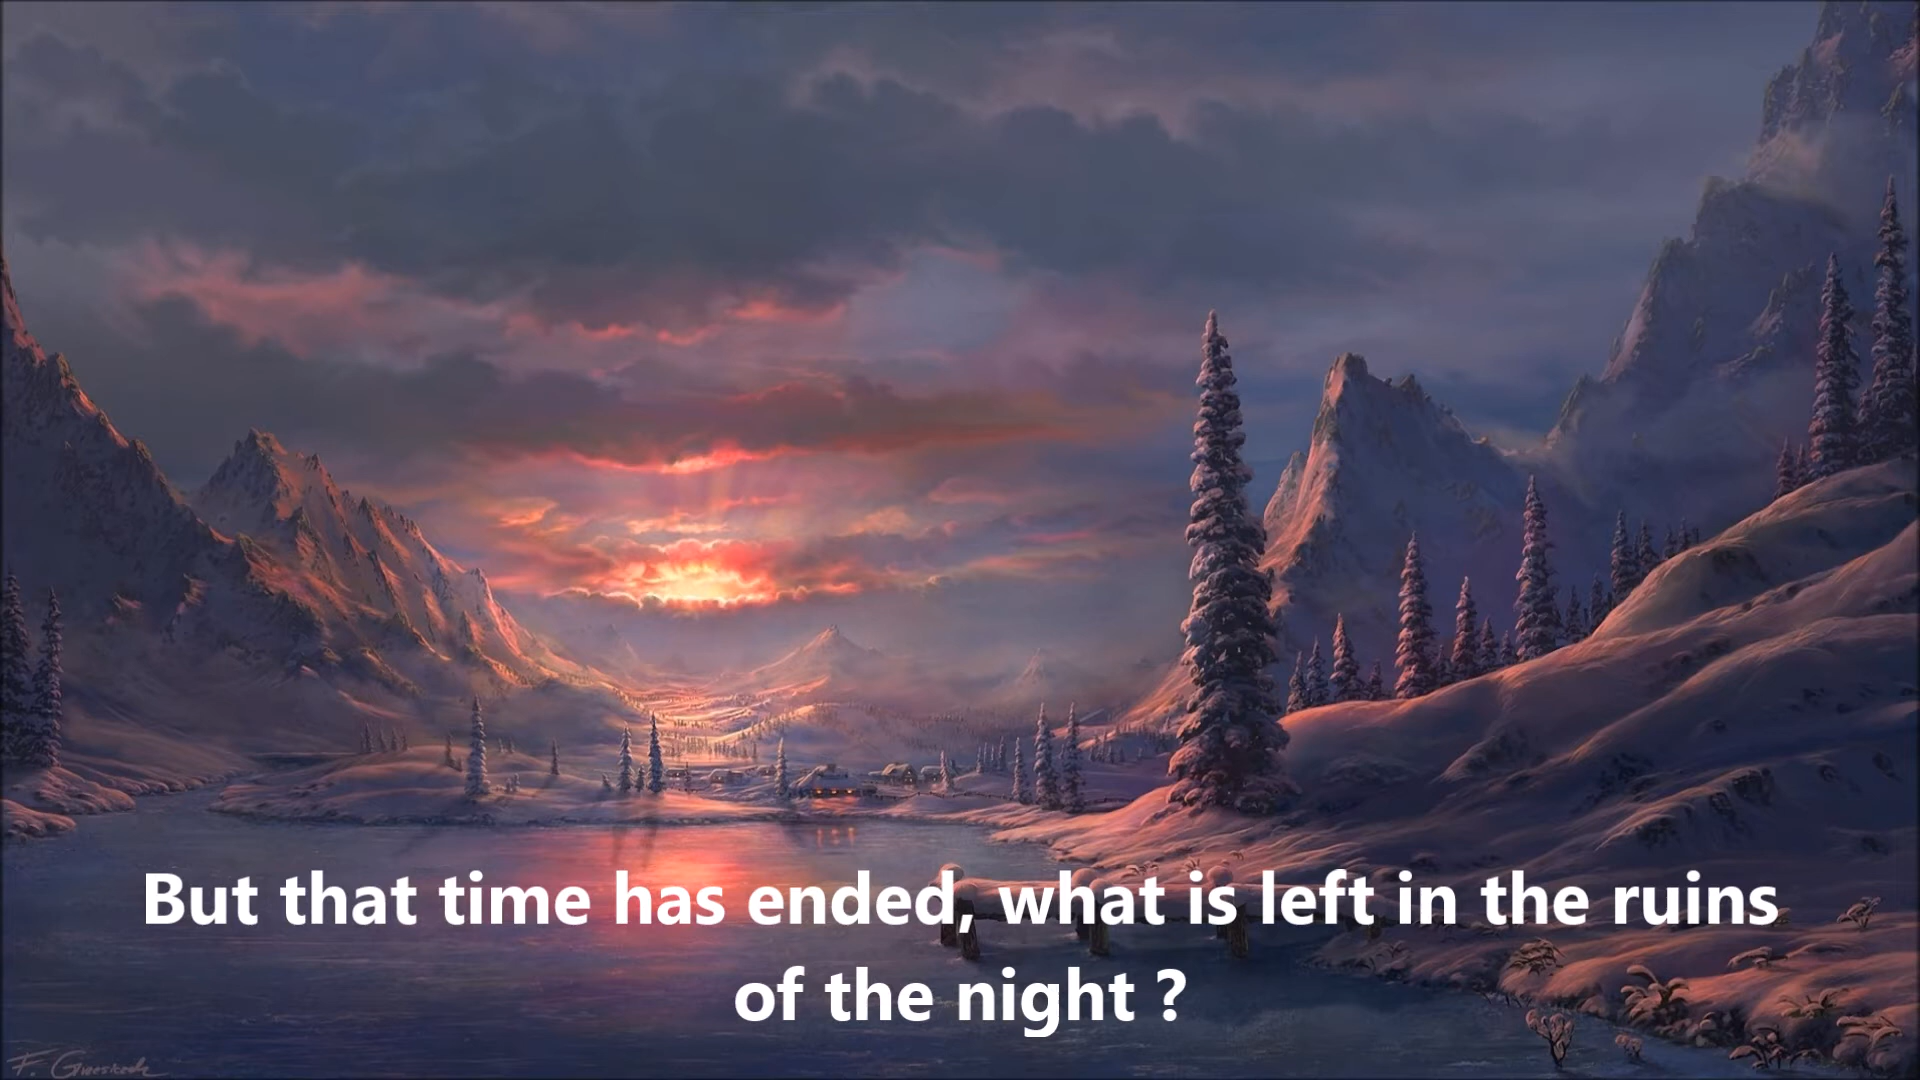 But that time has ended, what is left in the ruins
of the night ?